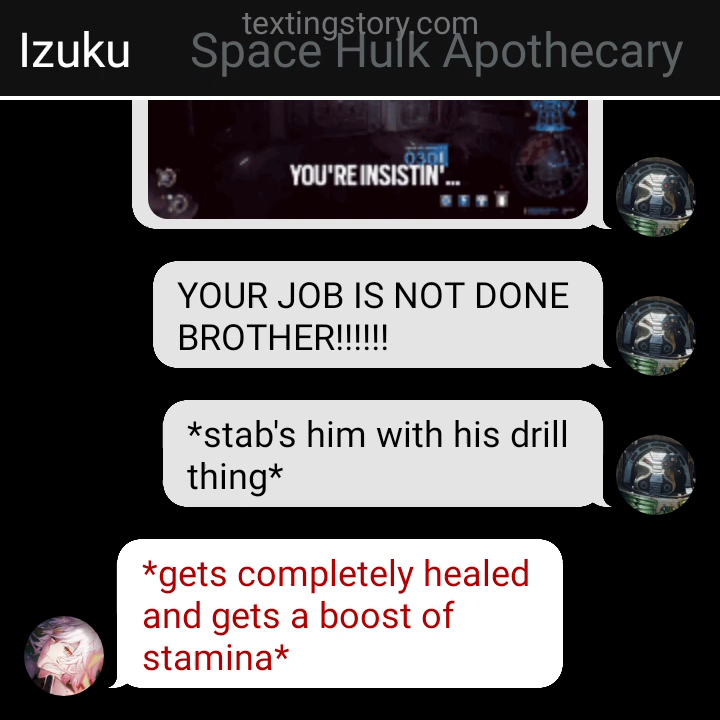 textingstory.com
Izuku Space Hulk Apothecary
0301
YOU'RE INSISTIN'...
YOUR JOB IS NOT DONE
BROTHER!!!!!!
*stab's him with his drill
thing*
*gets completely healed
and gets a boost of
stamina*